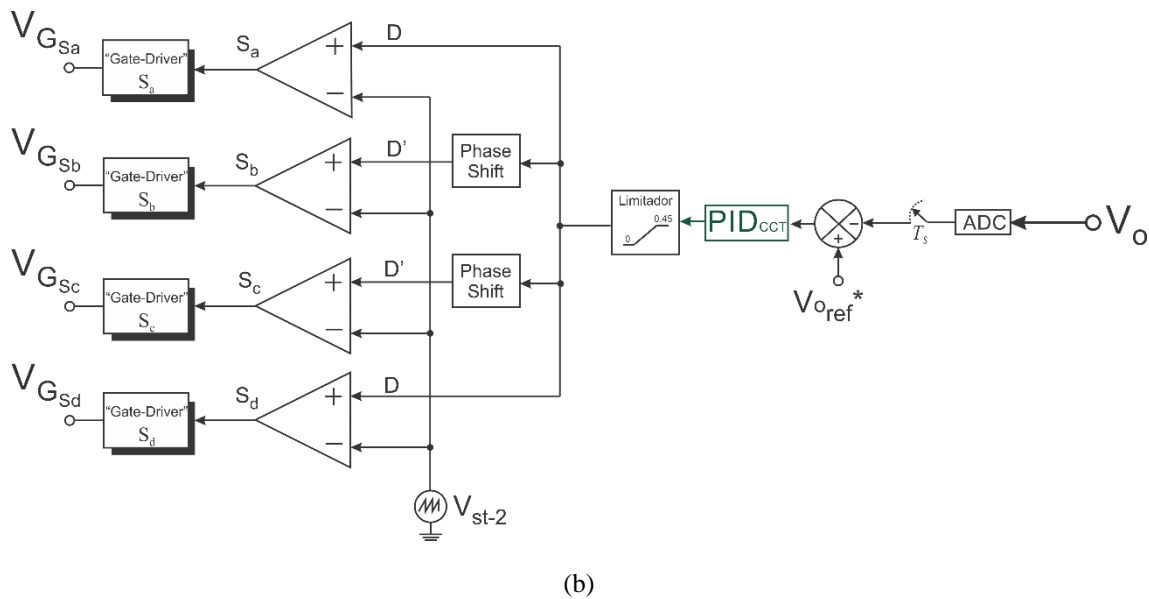 V_GSa
"Gate-Driver"
S_a
S_a
+
−
D
V_GSb
"Gate-Driver"
S_b
S_b
+
−
D'
Phase
Shift
Limitador
0.45
0
PID_CCT
−
+
T_s
ADC
V_o
V_o_ref*
V_GSc
"Gate-Driver"
S_c
S_c
+
−
D'
Phase
Shift
V_GSd
"Gate-Driver"
S_d
S_d
+
−
D
V_st-2
(b)